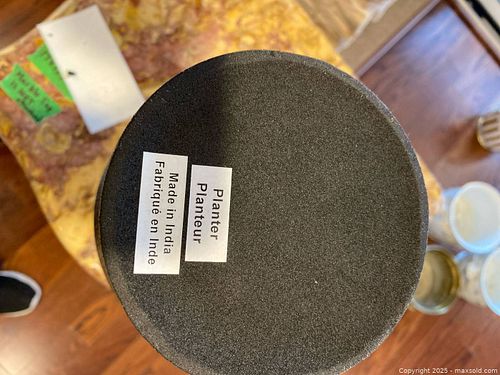 Planter
Planteur
Made in India
Fabriqué en Inde
Copyright 2025 - maxsold.com